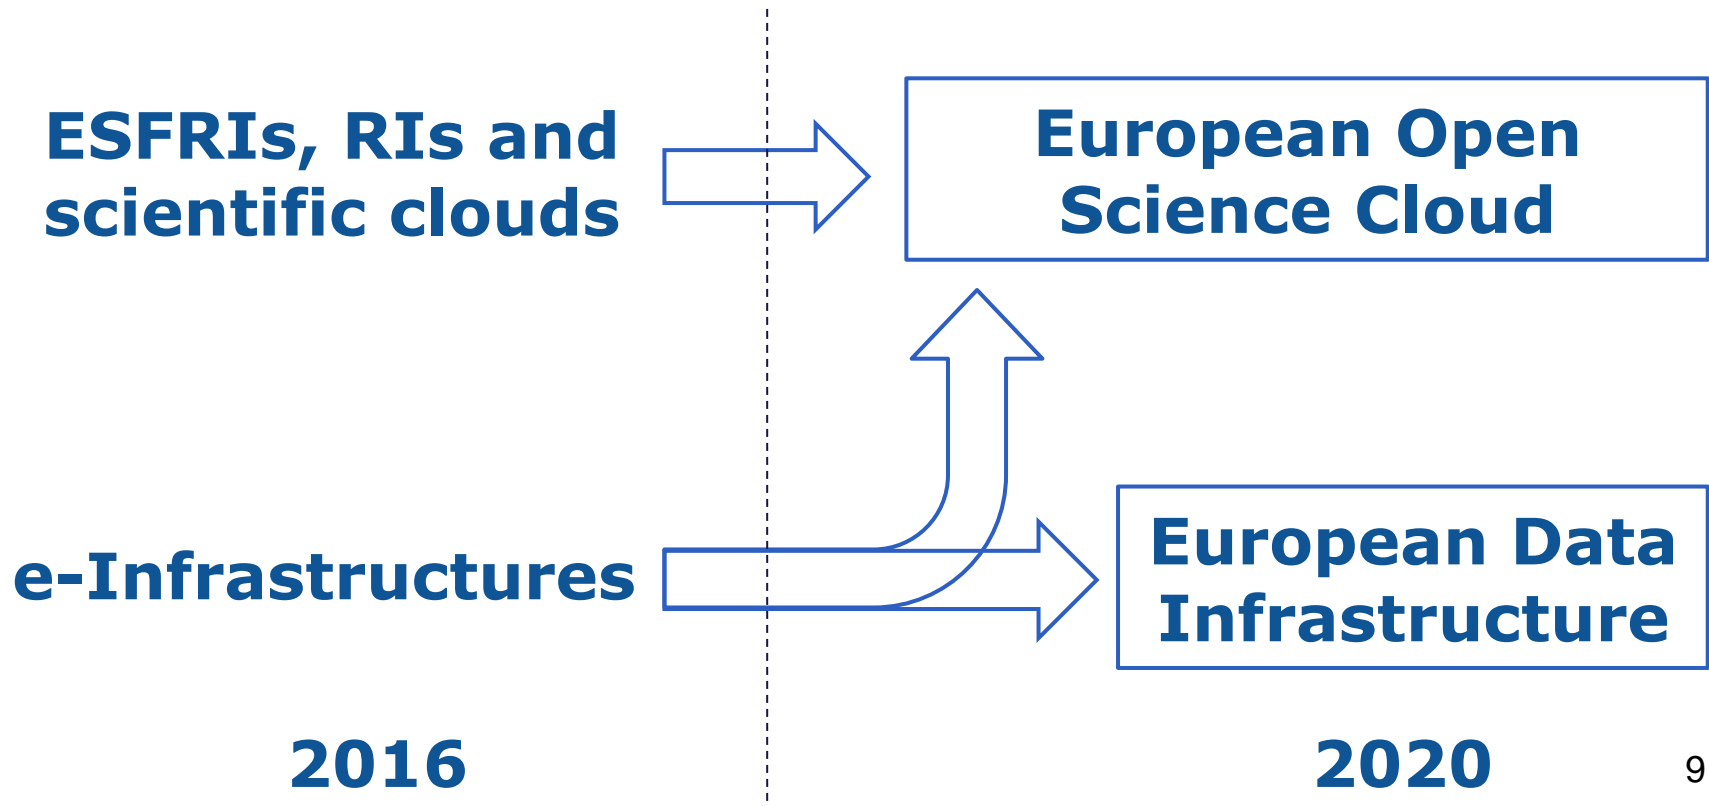 ESFRIs, RIs and
scientific clouds
European Open
Science Cloud
e-Infrastructures
European Data
Infrastructure
2016
2020
9